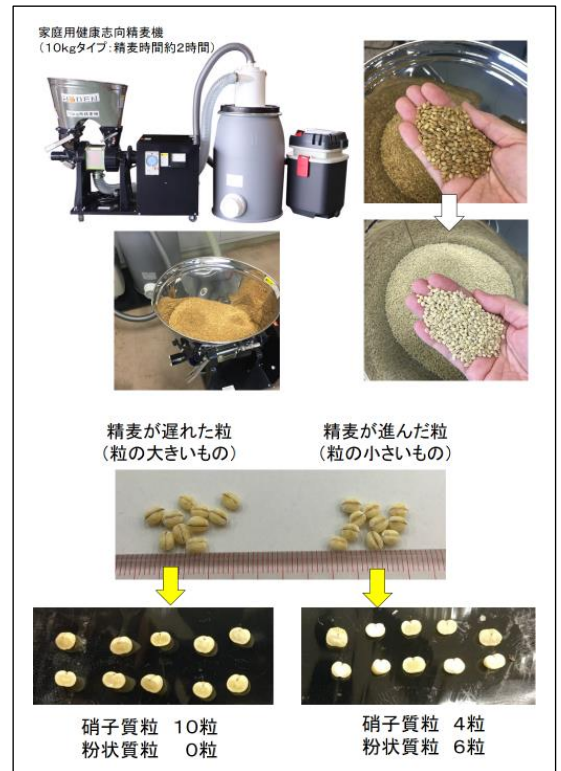 家庭用健康志向精麦機
（10kgタイプ：精麦時間約2時間）
精麦が遅れた粒
（粒の大きいもの）
精麦が進んだ粒
（粒の小さいもの）
硝子質粒　10粒
粉状質粒　　0粒
硝子質粒　4粒
粉状質粒　6粒